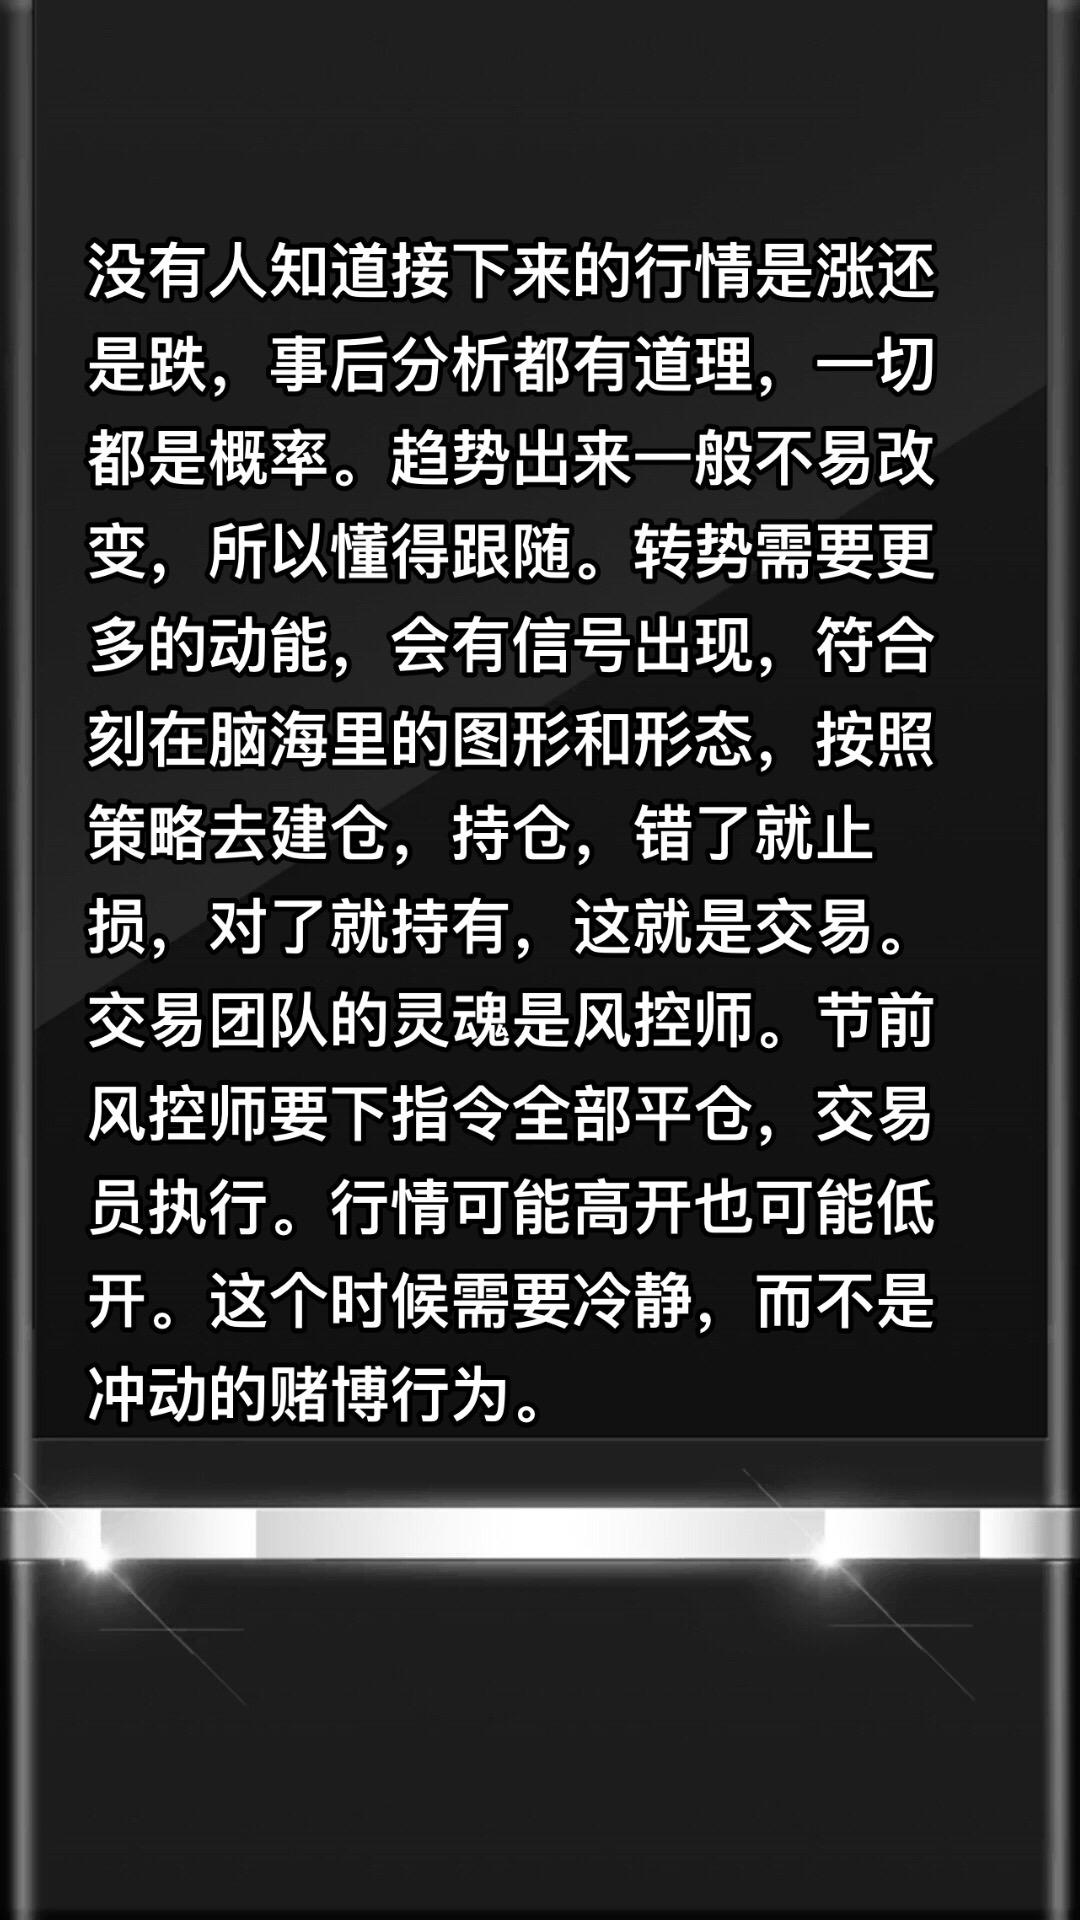 没有人知道接下来的行情是涨还
是跌，事后分析都有道理，一切
都是概率。趋势出来一般不易改
变，所以懂得跟随。转势需要更
多的动能，会有信号出现，符合
刻在脑海里的图形和形态，按照
策略去建仓，持仓，错了就止
损，对了就持有，这就是交易。
交易团队的灵魂是风控师。节前
风控师要下指令全部平仓，交易
员执行。行情可能高开也可能低
开。这个时候需要冷静，而不是
冲动的赌博行为。